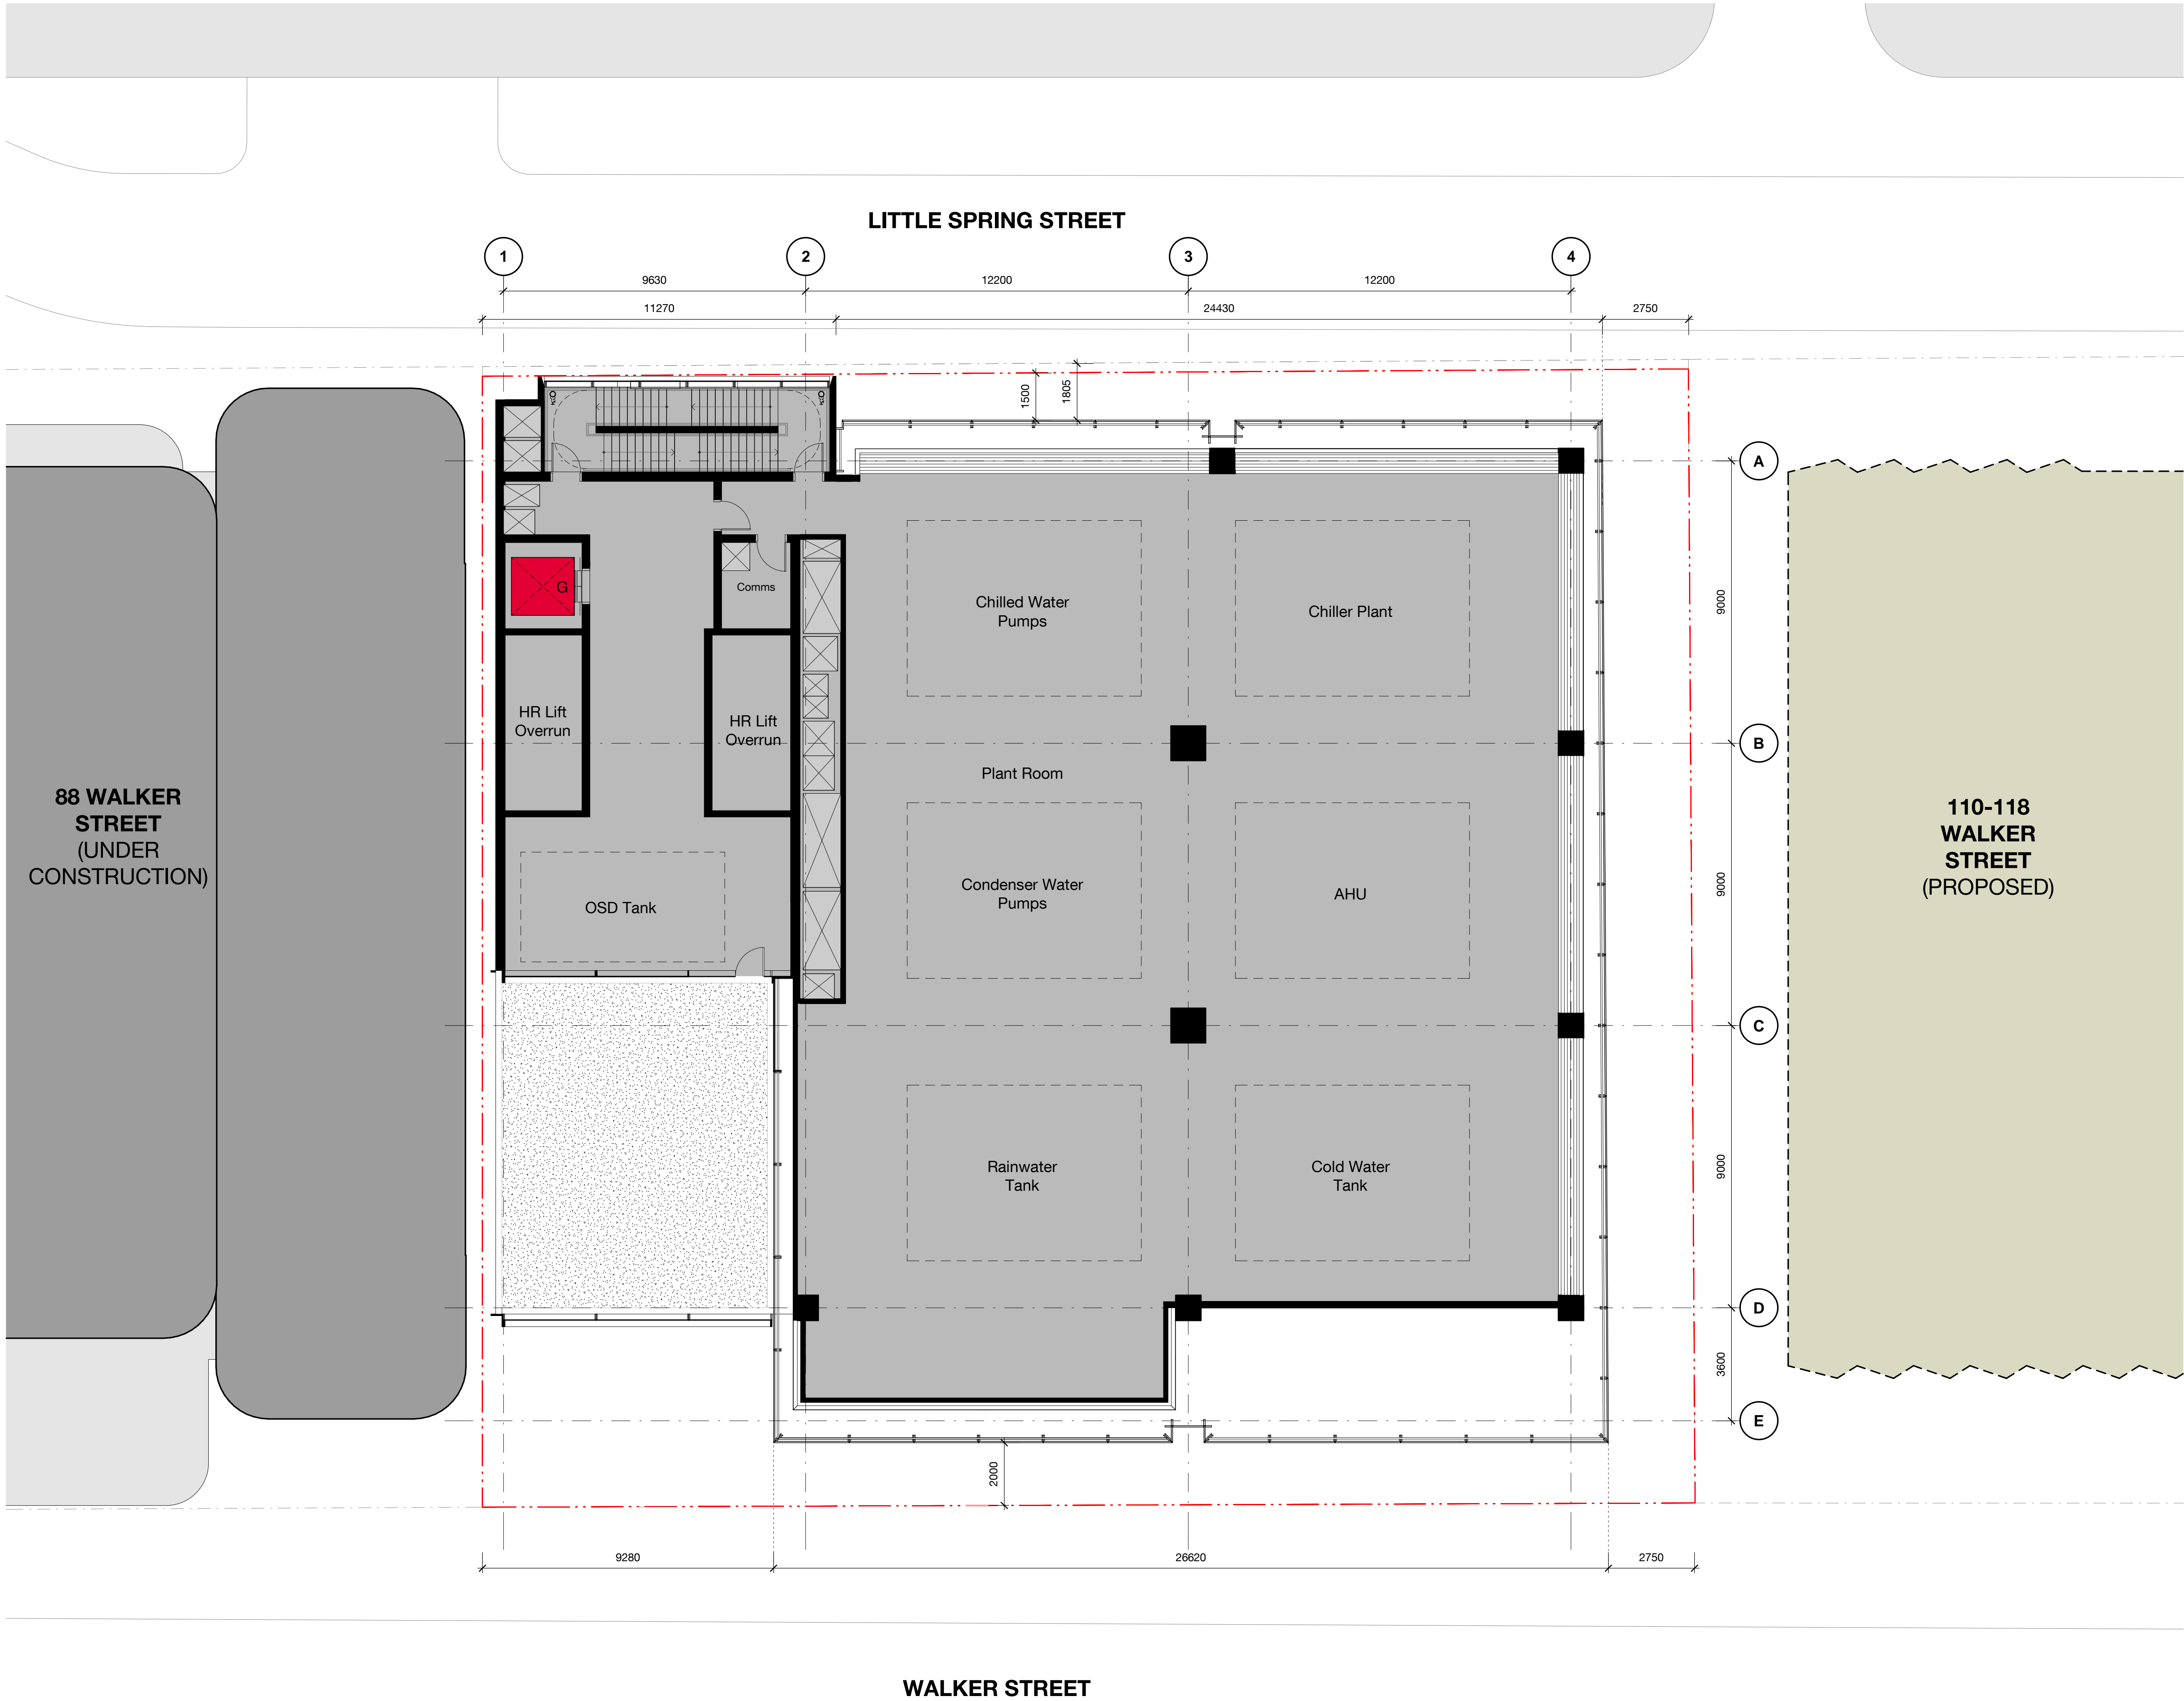 LITTLE SPRING STREET
1
2
3
4
9630
12200
12200
11270
24430
2750
1500
1805
A
B
C
D
E
9000
9000
9000
3600
G
Comms
Chilled Water
Pumps
Chiller Plant
HR Lift
Overrun
HR Lift
Overrun
Plant Room
88 WALKER
STREET
(UNDER
CONSTRUCTION)
110-118
WALKER
STREET
(PROPOSED)
OSD Tank
Condenser Water
Pumps
AHU
Rainwater
Tank
Cold Water
Tank
2000
9280
26620
2750
WALKER STREET